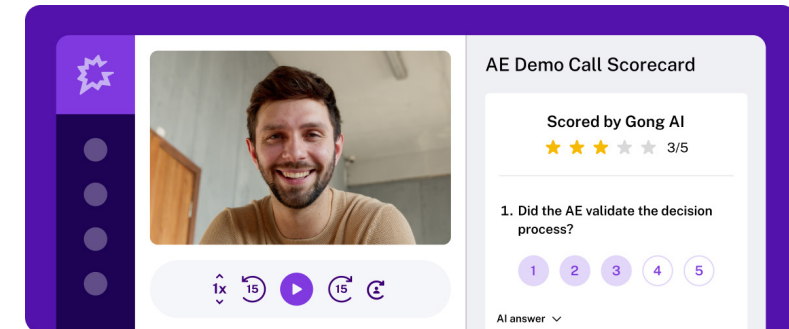 AE Demo Call Scorecard
Scored by Gong AI
3/5
1. Did the AE validate the decision
process?
1 2 3 4 5
1x 15 15
AI answer